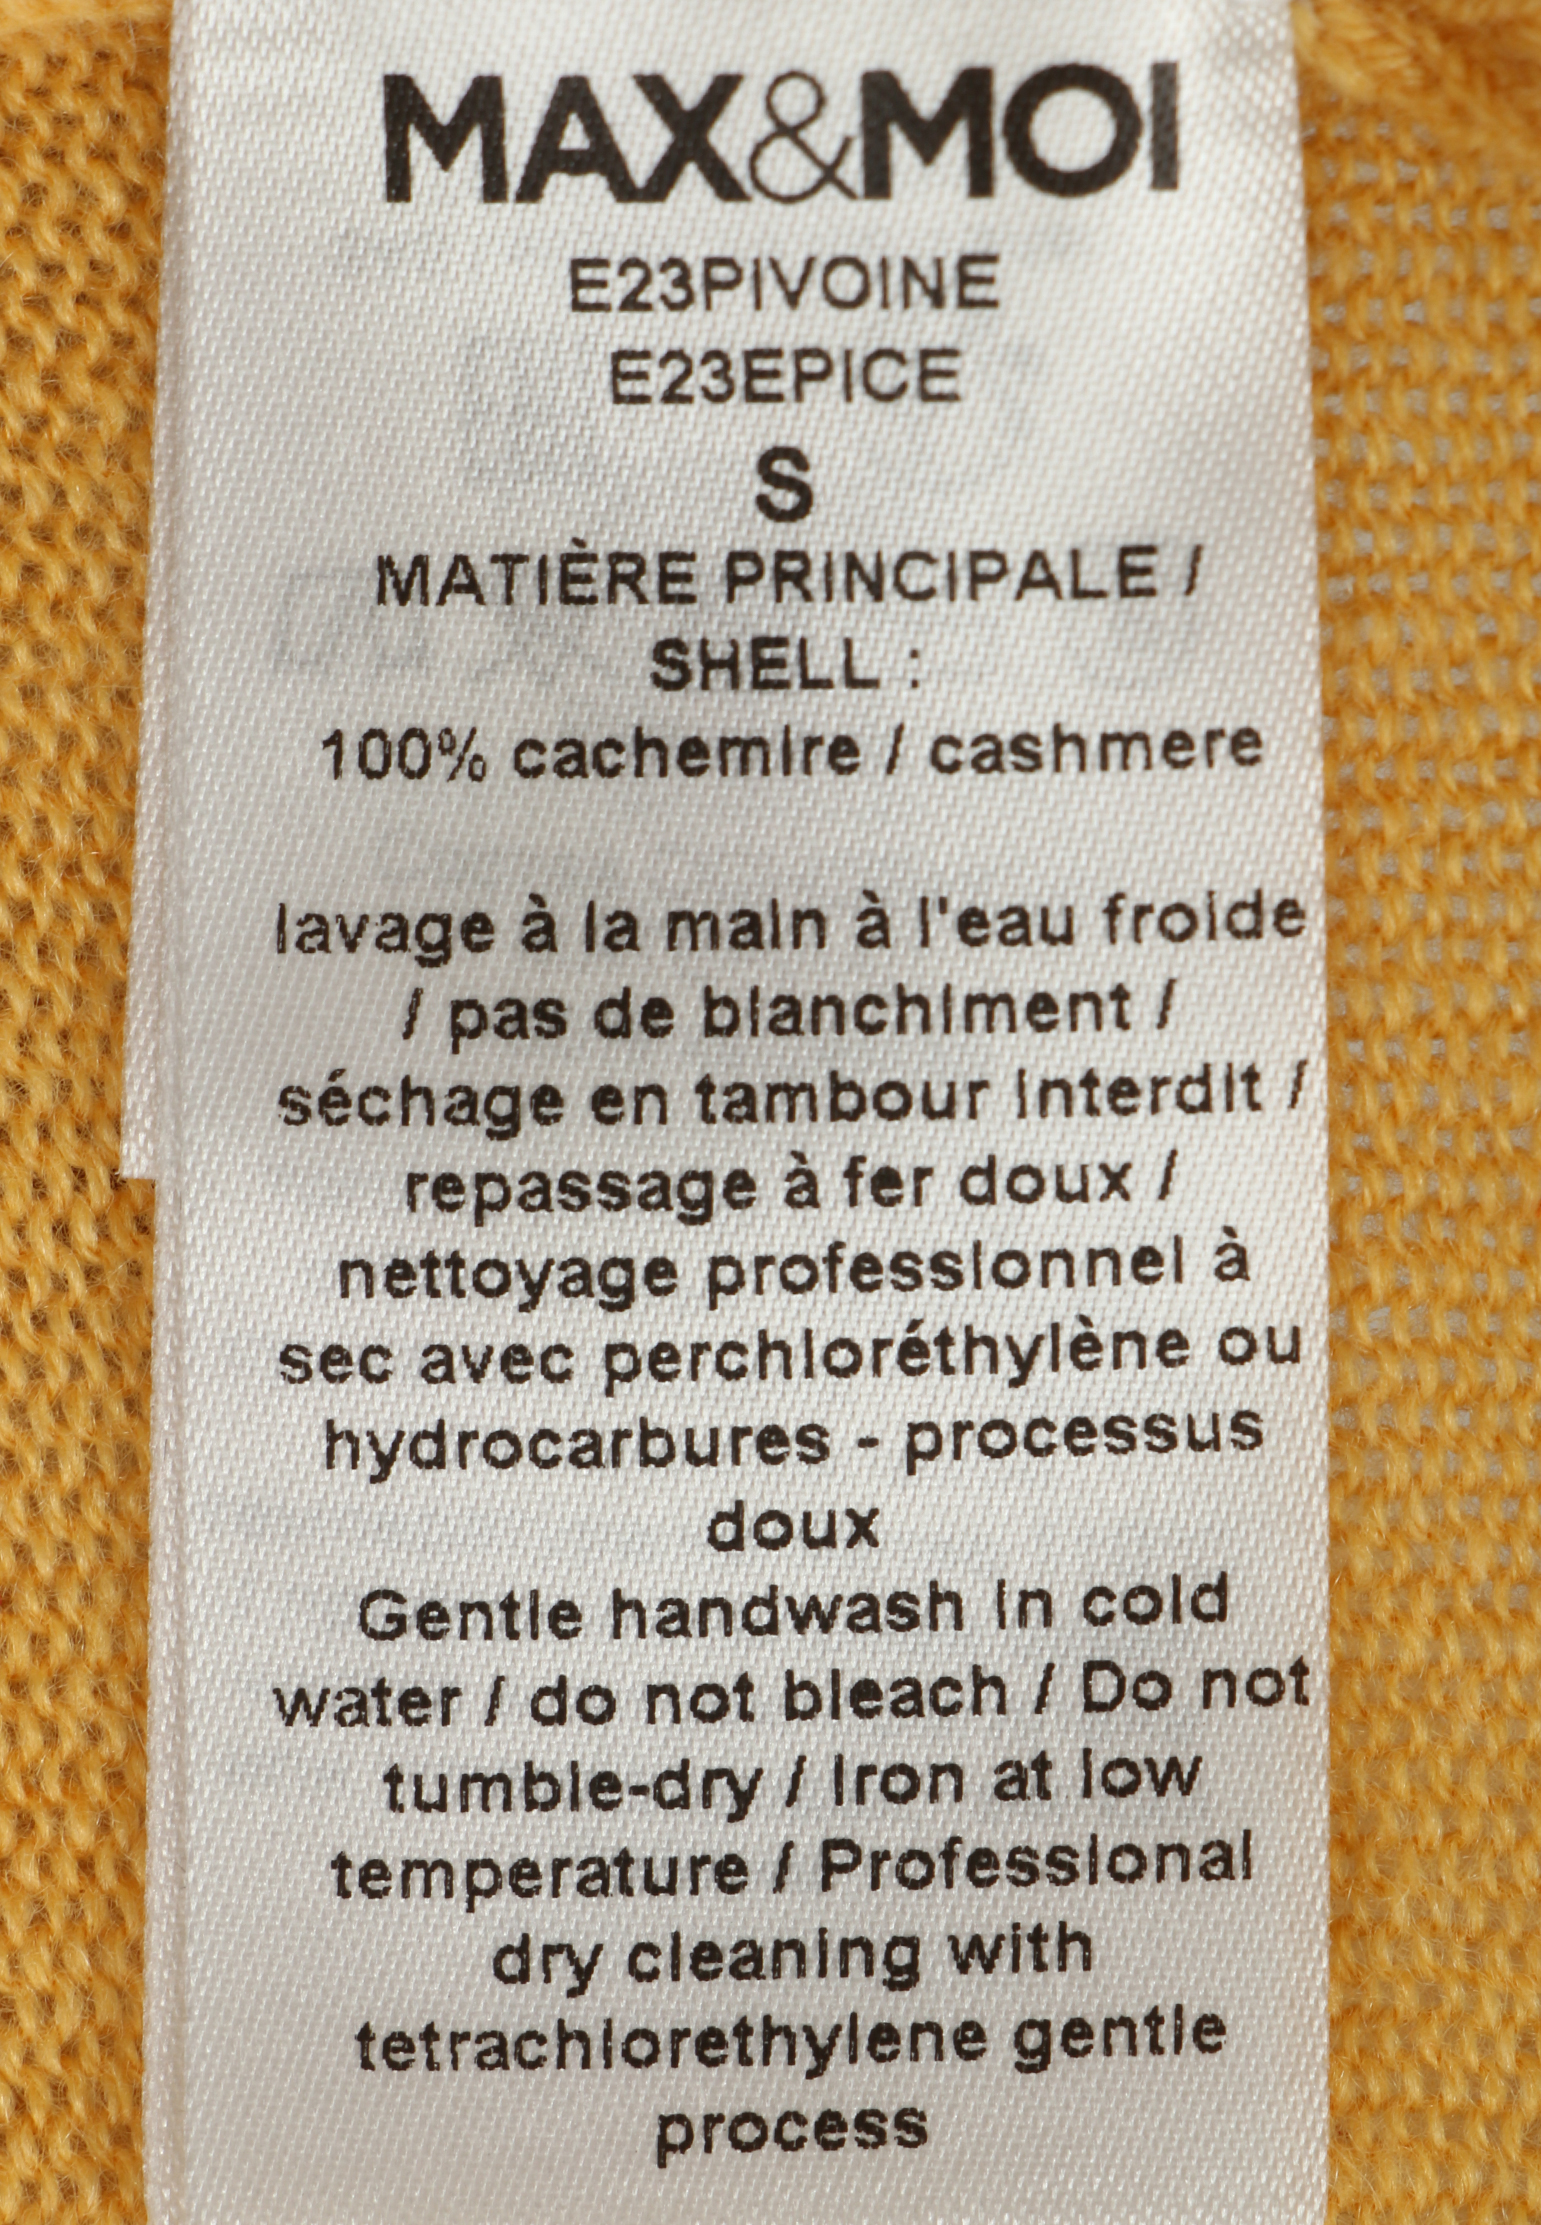 MAX&MOI
E23PIVOINE
E23EPICE
S
MATIÈRE PRINCIPALE /
SHELL :
100% cachemire / cashmere
lavage à la main à l'eau froide
/ pas de blanchiment /
séchage en tambour interdit /
repassage à fer doux /
nettoyage professionnel à
sec avec perchloréthylène ou
hydrocarbures - processus
doux
Gentle handwash in cold
water / do not bleach / Do not
tumble-dry / Iron at low
temperature / Professional
dry cleaning with
tetrachlorethylene gentle
process